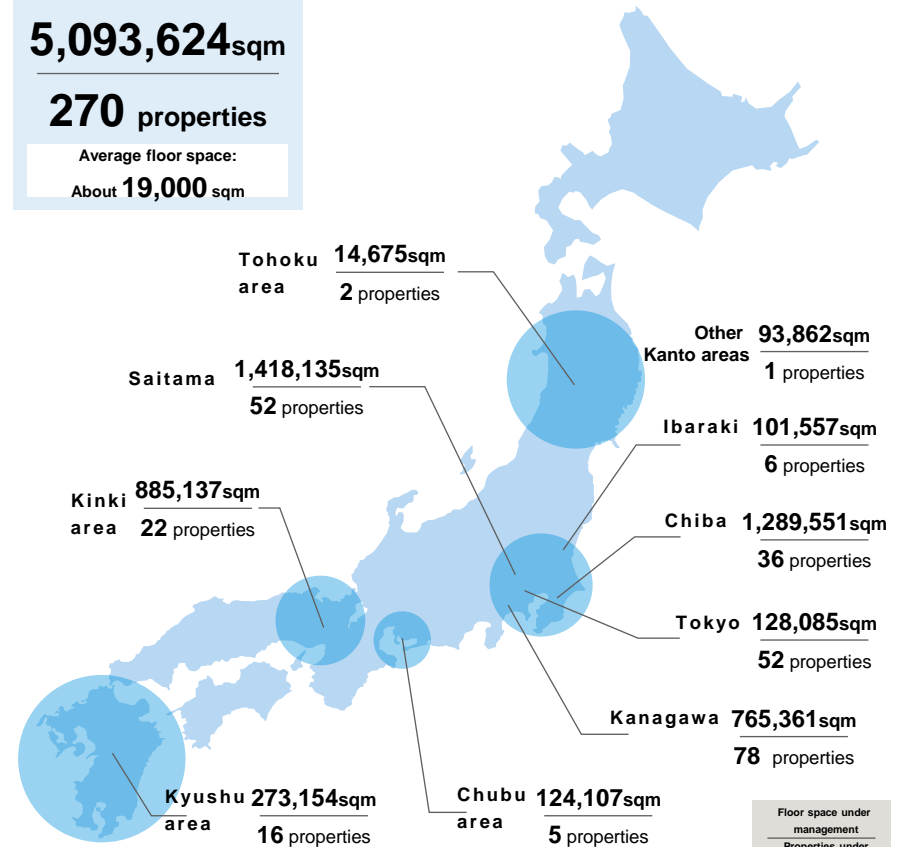 5,093,624sqm
270 properties
Average floor space:
About 19,000 sqm
Tohoku area
14,675sqm
2 properties
Other Kanto areas
93,862sqm
1 properties
Saitama
1,418,135sqm
52 properties
Ibaraki
101,557sqm
6 properties
Kinki area
885,137sqm
22 properties
Chiba
1,289,551sqm
36 properties
Tokyo
128,085sqm
52 properties
Kanagawa
765,361sqm
78 properties
Kyushu area
273,154sqm
16 properties
Chubu area
124,107sqm
5 properties
Floor space under
management
Properties under